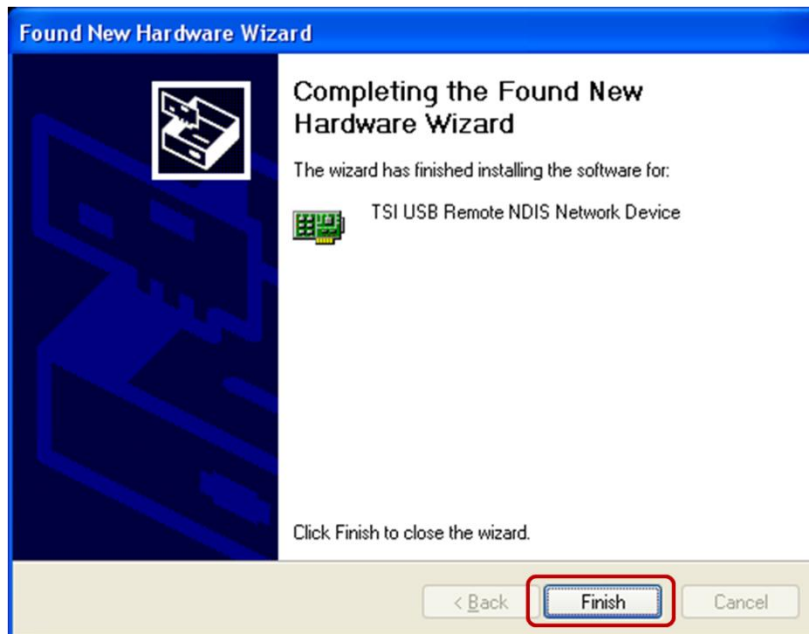 Found New Hardware Wizard
Completing the Found New
Hardware Wizard
The wizard has finished installing the software for:
TSI USB Remote NDIS Network Device
Click Finish to close the wizard.
< Back
Finish
Cancel